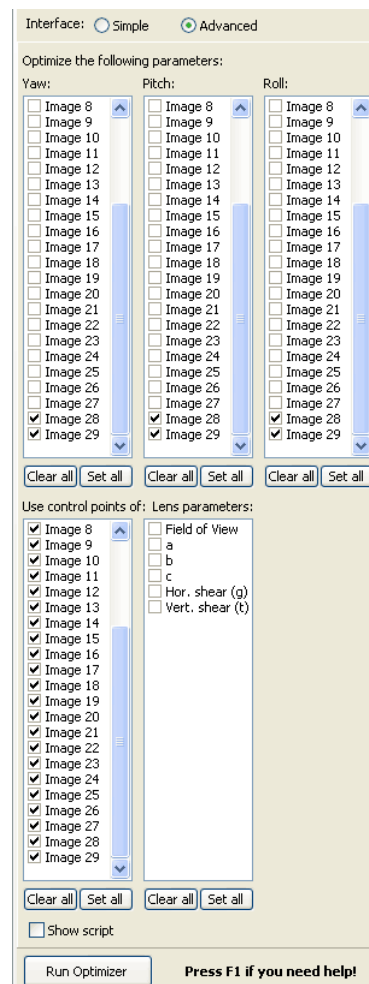 Interface: Simple Advanced
Optimize the following parameters:
Yaw: Pitch: Roll:
Image 8 Image 8 Image 8
Image 9 Image 9 Image 9
Image 10 Image 10 Image 10
Image 11 Image 11 Image 11
Image 12 Image 12 Image 12
Image 13 Image 13 Image 13
Image 14 Image 14 Image 14
Image 15 Image 15 Image 15
Image 16 Image 16 Image 16
Image 17 Image 17 Image 17
Image 18 Image 18 Image 18
Image 19 Image 19 Image 19
Image 20 Image 20 Image 20
Image 21 Image 21 Image 21
Image 22 Image 22 Image 22
Image 23 Image 23 Image 23
Image 24 Image 24 Image 24
Image 25 Image 25 Image 25
Image 26 Image 26 Image 26
Image 27 Image 27 Image 27
Image 28 Image 28 Image 28
Image 29 Image 29 Image 29
Clear all Set all Clear all Set all Clear all Set all
Use control points of: Lens parameters:
Image 8 Field of View
Image 9 a
Image 10 b
Image 11 c
Image 12 Hor. shear (g)
Image 13 Vert. shear (t)
Image 14
Image 15
Image 16
Image 17
Image 18
Image 19
Image 20
Image 21
Image 22
Image 23
Image 24
Image 25
Image 26
Image 27
Image 28
Image 29
Clear all Set all Clear all Set all
Show script
Run Optimizer Press F1 if you need help!